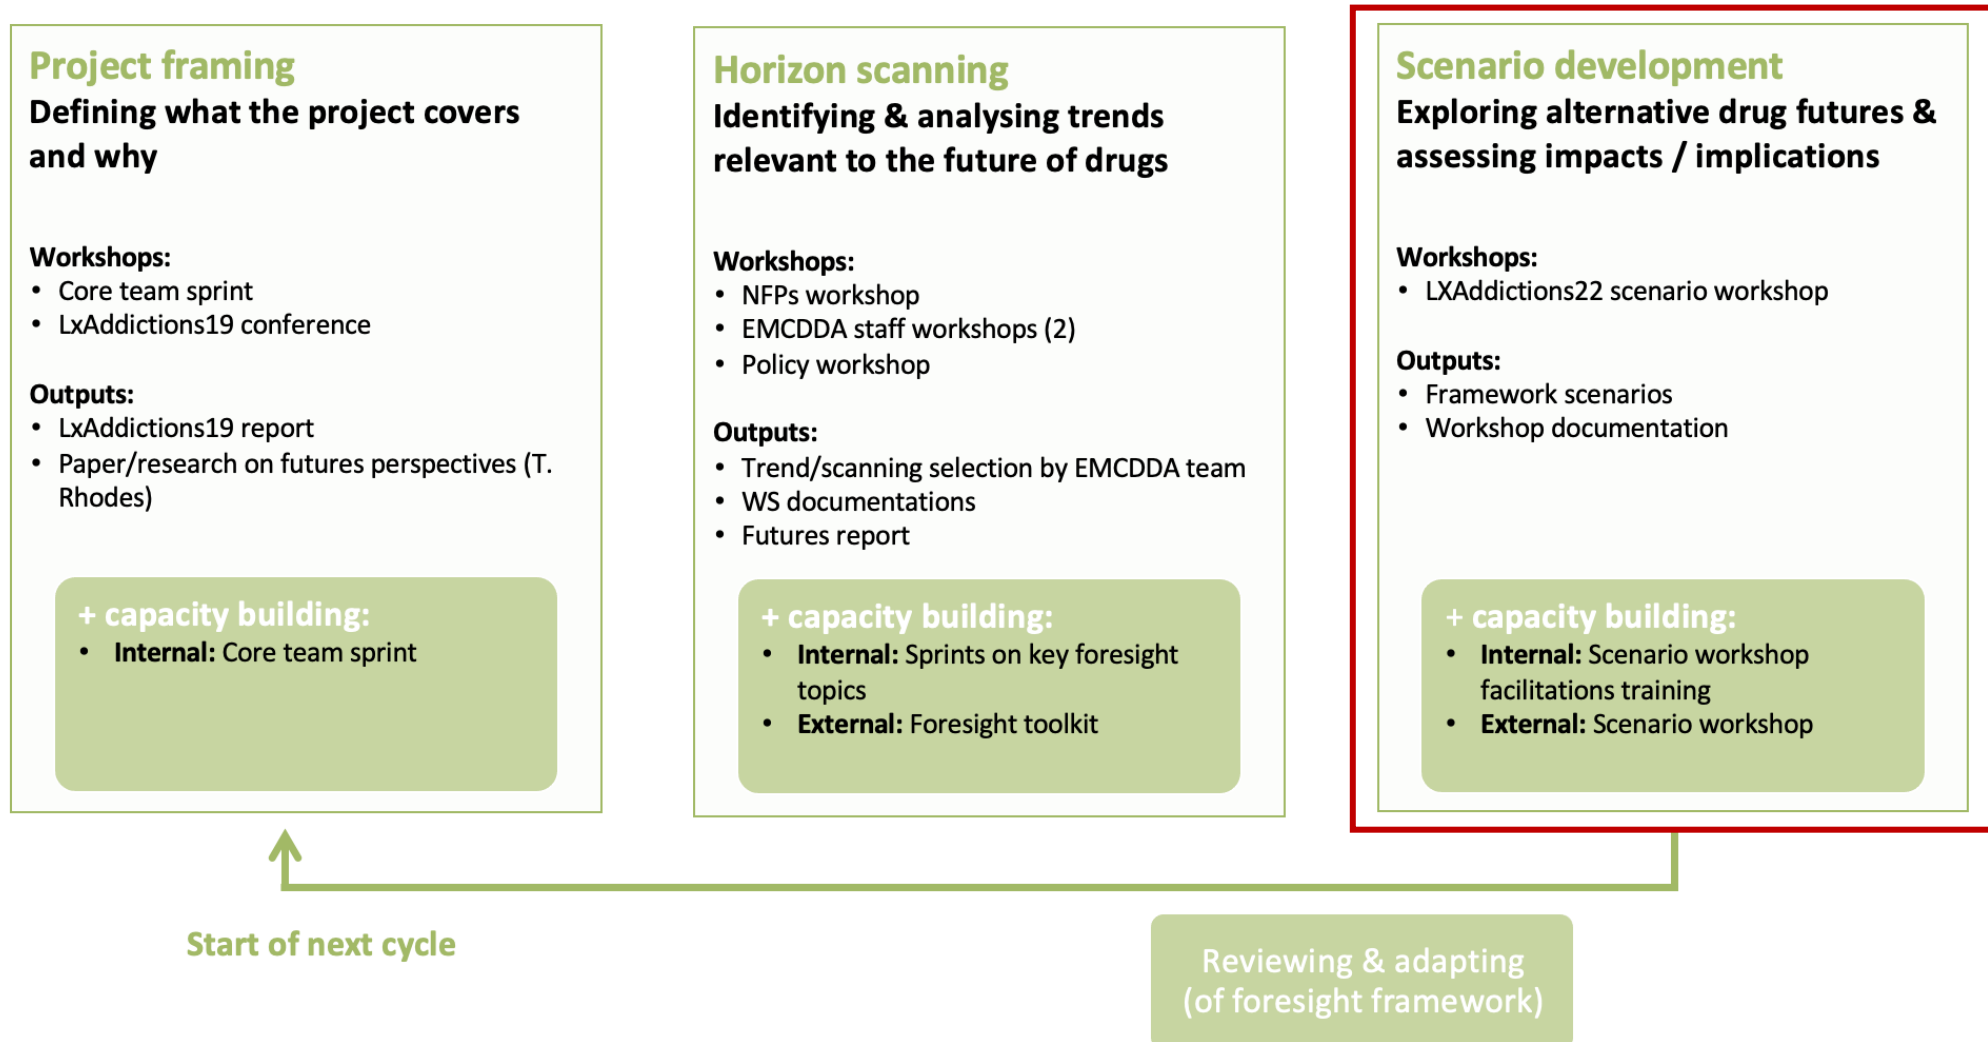 Project framing
Defining what the project covers
and why
Workshops:
• Core team sprint
• LxAddictions19 conference
Outputs:
• LxAddictions19 report
• Paper/research on futures perspectives (T.
Rhodes)
+ capacity building:
• Internal: Core team sprint
Horizon scanning
Identifying & analysing trends
relevant to the future of drugs
Workshops:
• NFPs workshop
• EMCDDA staff workshops (2)
• Policy workshop
Outputs:
• Trend/scanning selection by EMCDDA team
• WS documentations
• Futures report
+ capacity building:
• Internal: Sprints on key foresight
topics
• External: Foresight toolkit
Scenario development
Exploring alternative drug futures &
assessing impacts / implications
Workshops:
• LXAddictions22 scenario workshop
Outputs:
• Framework scenarios
• Workshop documentation
+ capacity building:
• Internal: Scenario workshop
facilitations training
• External: Scenario workshop
Start of next cycle
Reviewing & adapting
(of foresight framework)